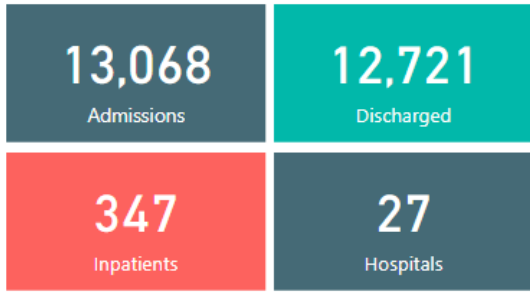 13,068
Admissions
12,721
Discharged
347
Inpatients
27
Hospitals